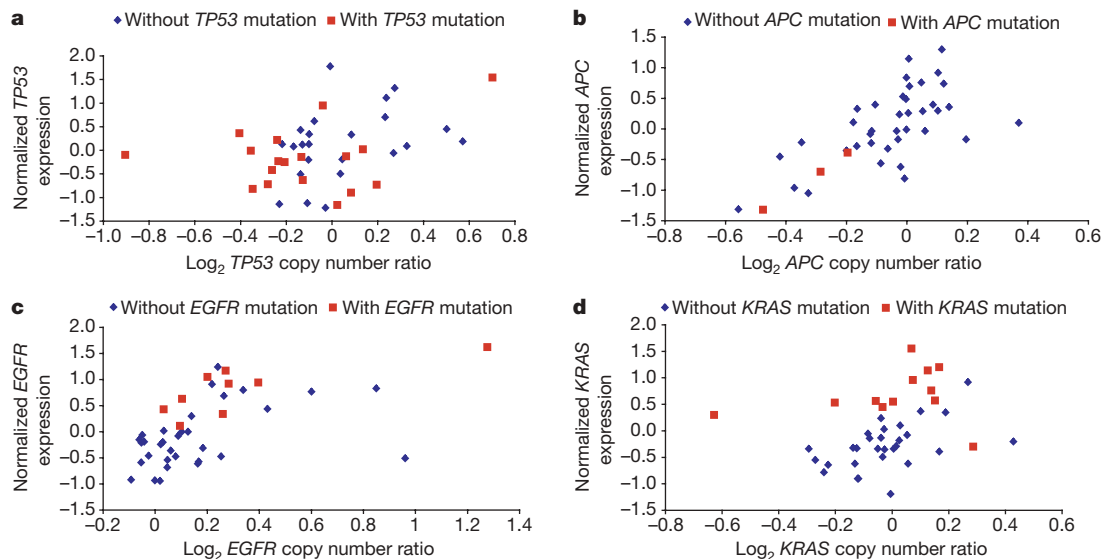 a
Without TP53 mutation With TP53 mutation
Normalized TP53
expression
2.0
1.5
1.0
0.5
0.0
−0.5
−1.0
−1.5
−1.0 −0.8 −0.6 −0.4 −0.2 0 0.2 0.4 0.6 0.8
Log2 TP53 copy number ratio
b
Without APC mutation With APC mutation
Normalized APC
expression
1.5
1.0
0.5
0
−0.5
−1.0
−1.5
−0.8 −0.6 −0.4 −0.2 0 0.2 0.4 0.6
Log2 APC copy number ratio
c
Without EGFR mutation With EGFR mutation
Normalized EGFR
expression
2.0
1.5
1.0
0.5
0.0
−0.5
−1.0
−1.5
−0.2 0 0.2 0.4 0.6 0.8 1 1.2 1.4
Log2 EGFR copy number ratio
d
Without KRAS mutation With KRAS mutation
Normalized KRAS
expression
2.0
1.5
1.0
0.5
0.0
−0.5
−1.0
−1.5
−0.8 −0.6 −0.4 −0.2 0 0.2 0.4 0.6
Log2 KRAS copy number ratio